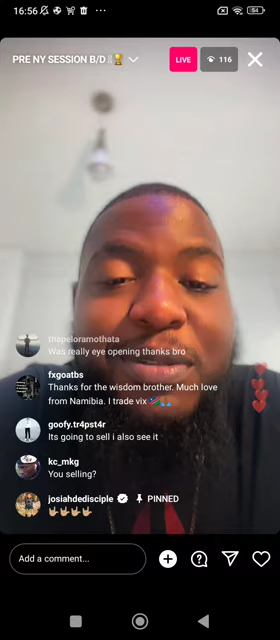 16:56
54
PRE NY SESSION B/D
LIVE
116
thapeloramothata
Was really eye opening thanks bro
fxgoatbs
Thanks for the wisdom brother. Much love
from Namibia. I trade vix
goofy.tr4pst4r
Its going to sell i also see it
kc_mkg
You selling?
josiahdedisciple PINNED
Add a comment...